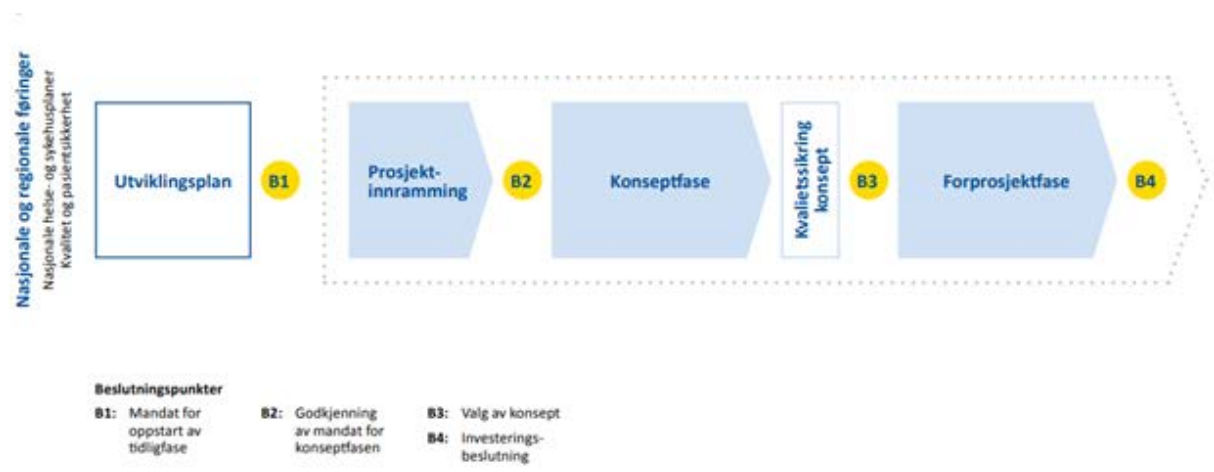 Nasjonale og regionale føringer
Nasjonale helse- og sykehusplaner
Kvalitet og pasientsikkerhet
Utviklingsplan
B1
Prosjekt-
innramming
B2
Konseptfase
Kvalietssikring
konsept
B3
Forprosjektfase
B4
Beslutningspunkter
B1: Mandat for
oppstart av
tidligfase
B2: Godkjenning
av mandat for
konseptfasen
B3: Valg av konsept
B4: Investerings-
beslutning